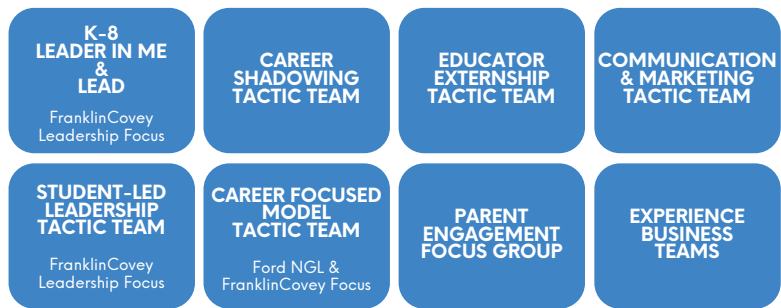 K-8
LEADER IN ME
&
LEAD
FranklinCovey
Leadership Focus
CAREER
SHADOWING
TACTIC TEAM
EDUCATOR
EXTERNSHIP
TACTIC TEAM
COMMUNICATION
& MARKETING
TACTIC TEAM
STUDENT-LED
LEADERSHIP
TACTIC TEAM
FranklinCovey
Leadership Focus
CAREER FOCUSED
MODEL
TACTIC TEAM
Ford NGL &
FranklinCovey Focus
PARENT
ENGAGEMENT
FOCUS GROUP
EXPERIENCE
BUSINESS
TEAMS